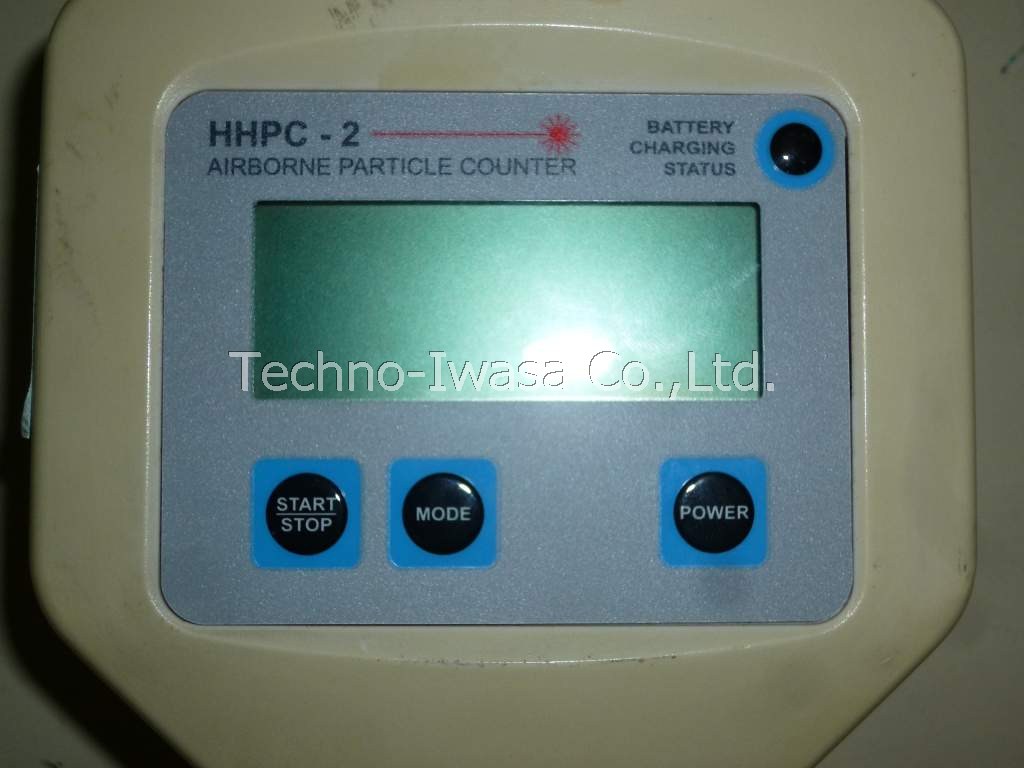 HHPC - 2
AIRBORNE PARTICLE COUNTER
BATTERY
CHARGING
STATUS
Techno-Iwasa Co.,Ltd.
START
STOP
MODE
POWER